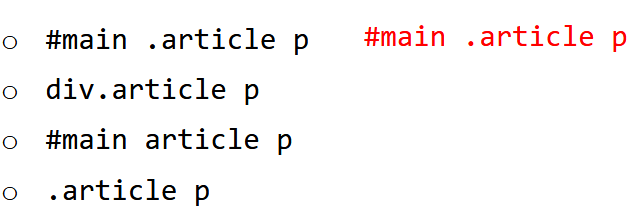 #main .article p #main .article p
div.article p
#main article p
.article p